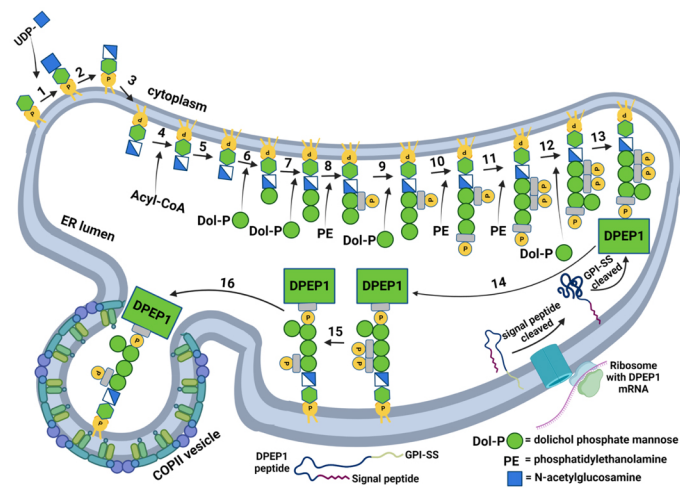 UDP-
P
1
P
2
P
3
cytoplasm
P
4
P
5
P
6
P
7
P
8
P
9
P
10
P
11
P
12
P
13
P
P
P
P
P
P
P
P
P
P
P
Acyl-CoA
Dol-P
Dol-P
PE
Dol-P
PE
PE
Dol-P
ER lumen
DPEP1
14
GPI-SS
cleaved
signal peptide
cleaved
16
DPEP1
DPEP1
DPEP1
15
P
P
P
P
P
P
P
P
P
P
P
Ribosome
with DPEP1
mRNA
COPII vesicle
DPEP1
peptide
GPI-SS
Signal peptide
Dol-P = dolichol phosphate mannose
PE = phosphatidylethanolamine
= N-acetylglucosamine